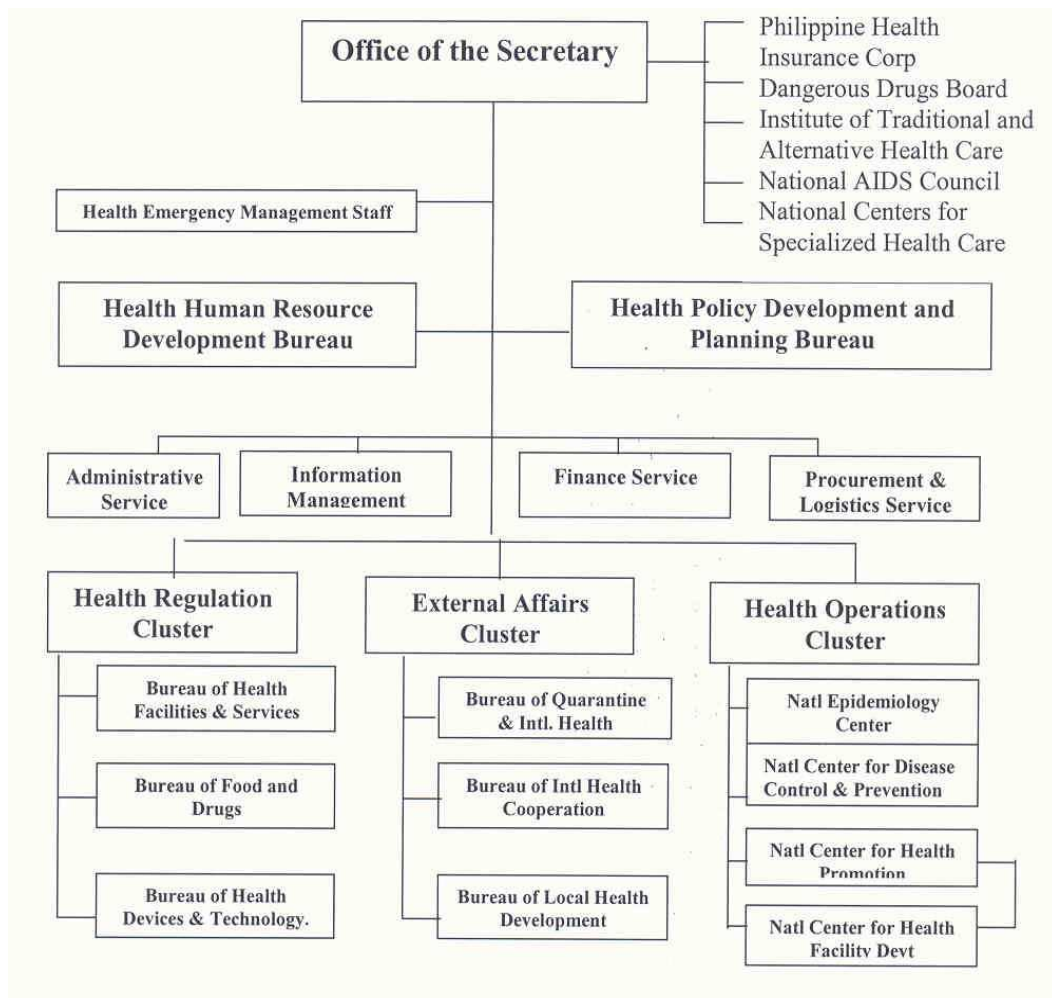 Office of the Secretary
Philippine Health
Insurance Corp
Dangerous Drugs Board
Institute of Traditional and
Alternative Health Care
National AIDS Council
National Centers for
Specialized Health Care
Health Emergency Management Staff
Health Human Resource
Development Bureau
Health Policy Development and
Planning Bureau
Administrative
Service
Information
Management
Finance Service
Procurement &
Logistics Service
Health Regulation
Cluster
Bureau of Health
Facilities & Services
Bureau of Food and
Drugs
Bureau of Health
Devices & Technology.
External Affairs
Cluster
Bureau of Quarantine
& Intl. Health
Bureau of Intl Health
Cooperation
Bureau of Local Health
Development
Health Operations
Cluster
Natl Epidemiology
Center
Natl Center for Disease
Control & Prevention
Natl Center for Health
Promotion
Natl Center for Health
Facility Devt